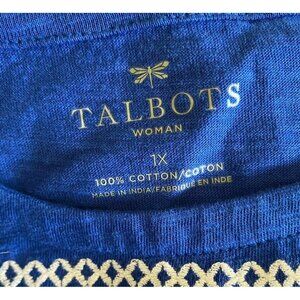 TALBOTS
WOMAN
1X
100% COTTON/COTON
MADE IN INDIA/FABRIQUÉ EN INDE